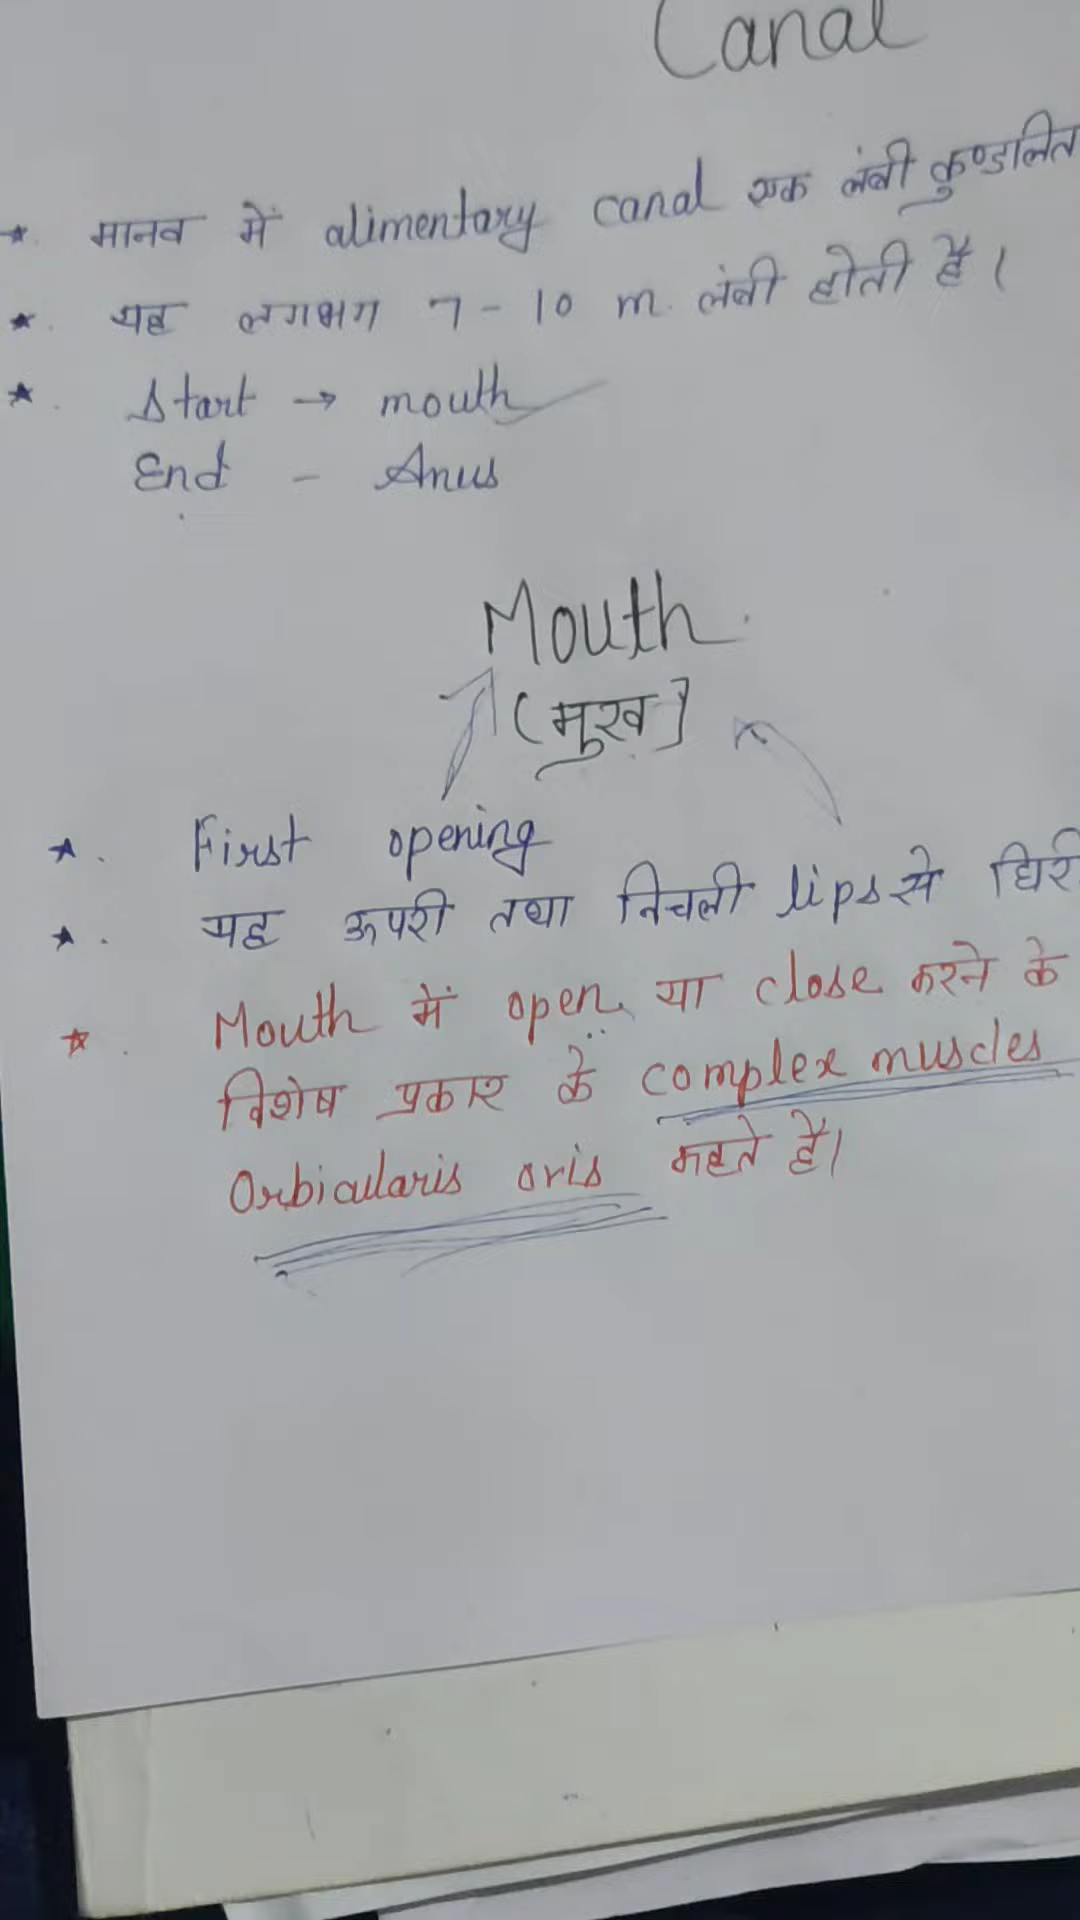 Canal
★. मानव में alimentary canal एक लंबी कुण्डलित
★. यह लगभग 7-10 m. लंबी होती है।
★. Start → mouth
End - Anus
Mouth
(मुख)
★. First opening
★. यह ऊपरी तथा निचली lips से घिरी
★. Mouth में open या close करने के
विशेष प्रकार के complex muscles
Orbicularis oris कहते हैं।